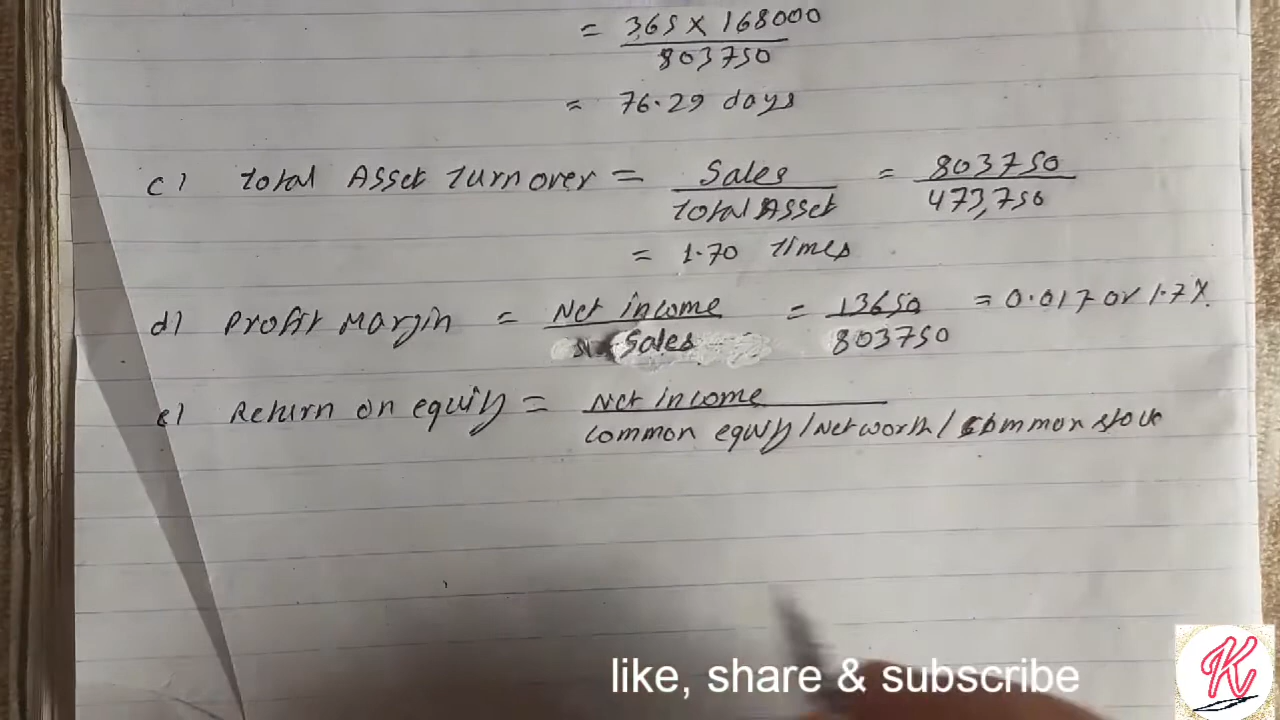 = 365 × 168000 / 803750
= 76.29 days
c) Total Asset Turnover = Sales / Total Asset = 803750 / 473,750
= 1.70 Times
d) Profit Margin = Net income / Sales = 13650 / 803750 = 0.017 or 1.7%.
e) Return on equity = Net income / Common equity/Net worth/Common stock
like, share & subscribe
K